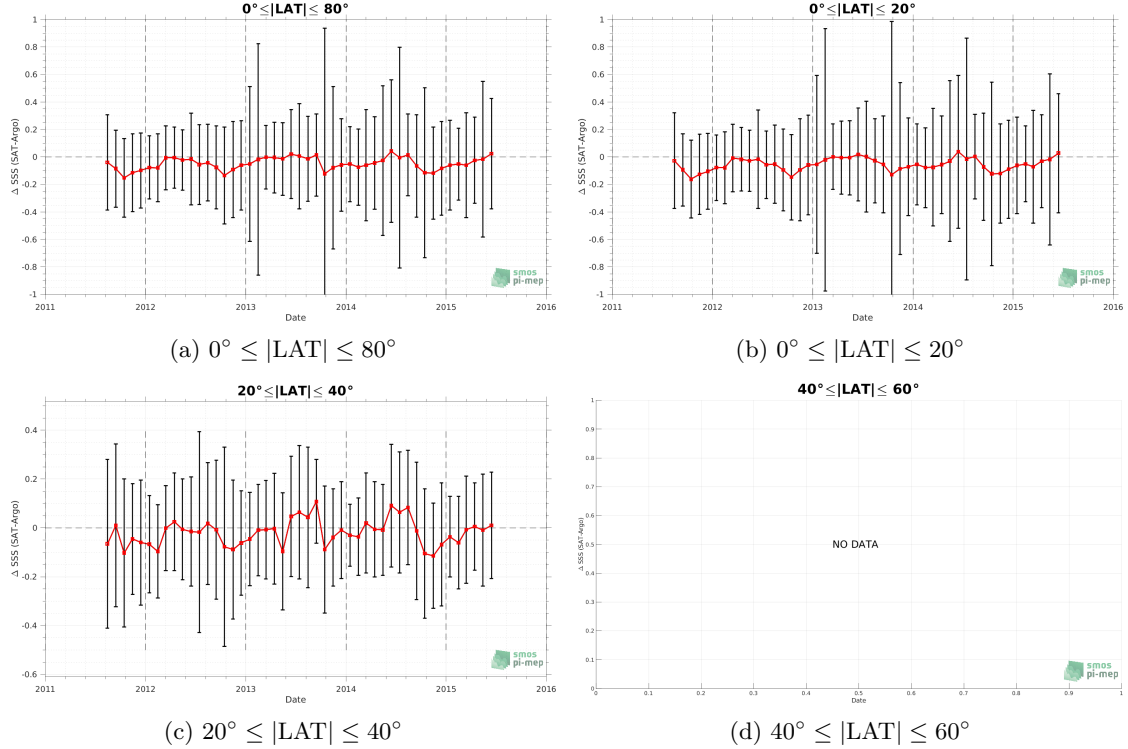 0°≤|LAT|≤ 80°
1
0.8
0.6
0.4
0.2
0
-0.2
-0.4
-0.6
-0.8
-1
Δ SSS (SAT-Argo)
2011
2012
2013
2014
2015
2016
Date
smos
pi-mep
(a) 0° ≤ |LAT| ≤ 80°
0°≤|LAT|≤ 20°
1
0.8
0.6
0.4
0.2
0
-0.2
-0.4
-0.6
-0.8
-1
Δ SSS (SAT-Argo)
2011
2012
2013
2014
2015
2016
Date
smos
pi-mep
(b) 0° ≤ |LAT| ≤ 20°
20°≤|LAT|≤ 40°
0.4
0.2
0
-0.2
-0.4
-0.6
Δ SSS (SAT-Argo)
2011
2012
2013
2014
2015
2016
Date
smos
pi-mep
(c) 20° ≤ |LAT| ≤ 40°
40°≤|LAT|≤ 60°
1
0.9
0.8
0.7
0.6
0.5
0.4
0.3
0.2
0.1
0
Δ SSS (SAT-Argo)
NO DATA
0
0.1
0.2
0.3
0.4
0.5
0.6
0.7
0.8
0.9
1
Date
smos
pi-mep
(d) 40° ≤ |LAT| ≤ 60°